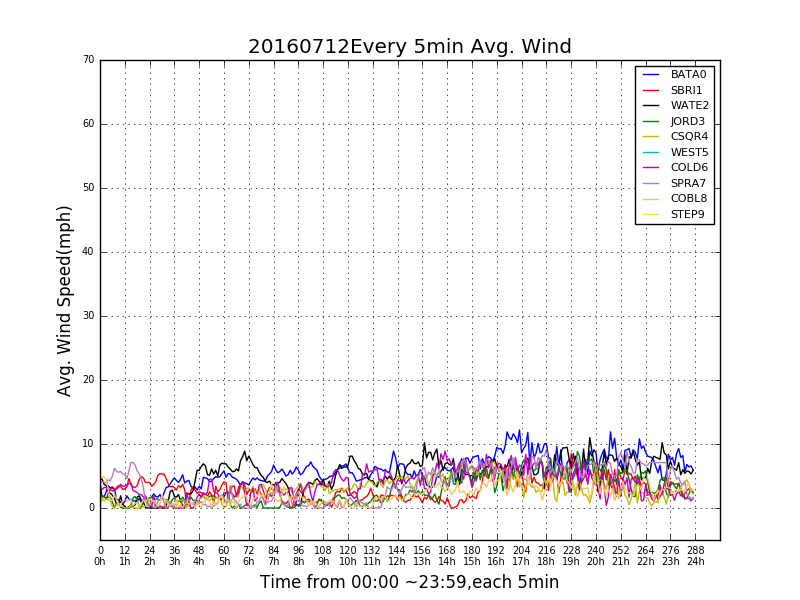 20160712Every 5min Avg. Wind
70
60
50
40
30
20
10
0
Avg. Wind Speed(mph)
BATA0
SBRI1
WATE2
JORD3
CSQR4
WEST5
COLD6
SPRA7
COBL8
STEP9
0 12 24 36 48 60 72 84 96 108 120 132 144 156 168 180 192 204 216 228 240 252 264 276 288
0h 1h 2h 3h 4h 5h 6h 7h 8h 9h 10h 11h 12h 13h 14h 15h 16h 17h 18h 19h 20h 21h 22h 23h 24h
Time from 00:00 ~23:59,each 5min